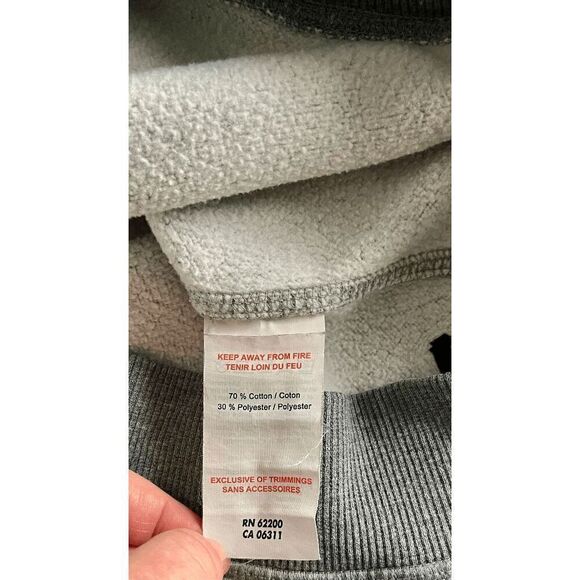 KEEP AWAY FROM FIRE
TENIR LOIN DU FEU
70 % Cotton / Coton
30 % Polyester / Polyester
EXCLUSIVE OF TRIMMINGS
SANS ACCESSOIRES
RN 62200
CA 06311